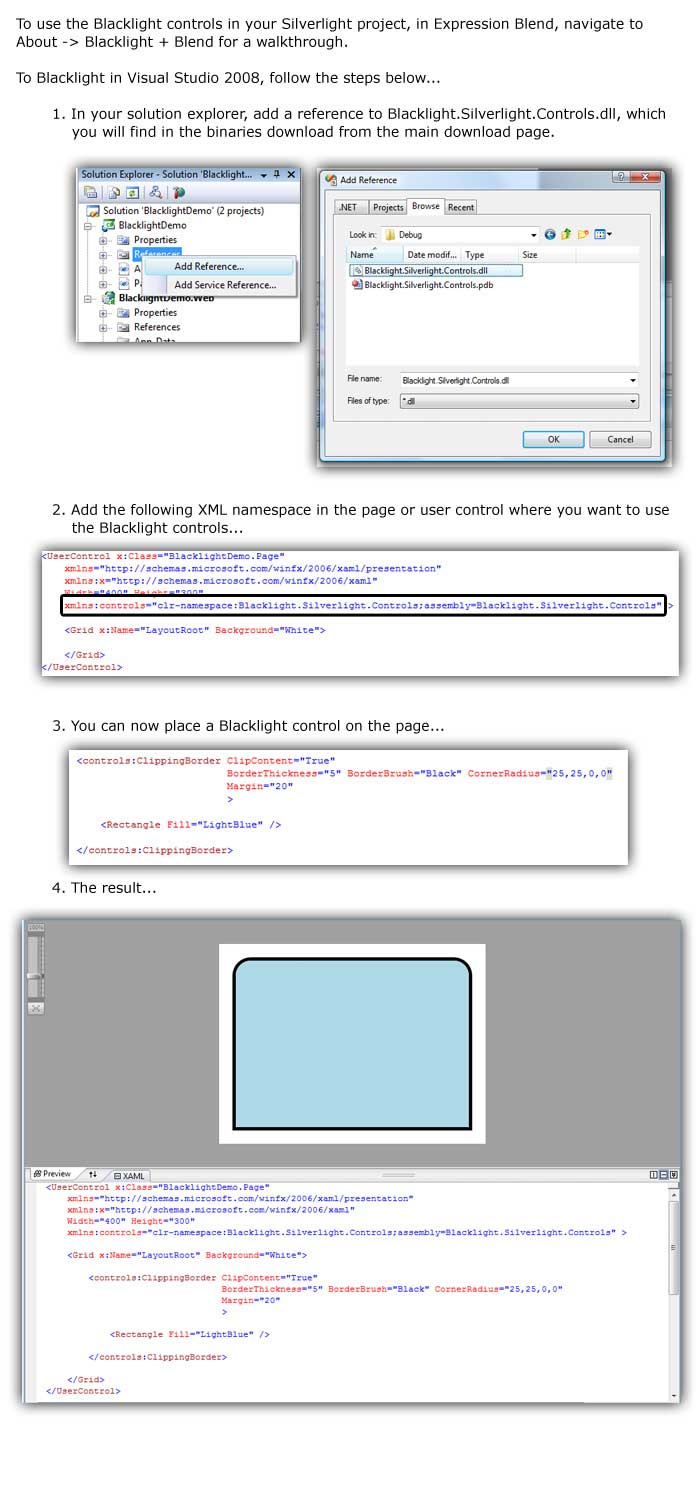 To use the Blacklight controls in your Silverlight project, in Expression Blend, navigate to
About -> Blacklight + Blend for a walkthrough.
To Blacklight in Visual Studio 2008, follow the steps below...
1. In your solution explorer, add a reference to Blacklight.Silverlight.Controls.dll, which
you will find in the binaries download from the main download page.
Solution Explorer - Solution 'Blacklight...
Solution 'BlacklightDemo' (2 projects)
BlacklightDemo
Properties
References
Add Reference...
Add Service Reference...
BlacklightDemo.Web
Properties
References
App_Data
Add Reference
.NET Projects Browse Recent
Look in: Debug
Name Date modif... Type Size
Blacklight.Silverlight.Controls.dll
Blacklight.Silverlight.Controls.pdb
File name: Blacklight.Silverlight.Controls.dll
Files of type: *.dll
OK Cancel
2. Add the following XML namespace in the page or user control where you want to use
the Blacklight controls...
<UserControl x:Class="BlacklightDemo.Page"
xmlns="http://schemas.microsoft.com/winfx/2006/xaml/presentation"
xmlns:x="http://schemas.microsoft.com/winfx/2006/xaml"
Width="400" Height="300"
xmlns:controls="clr-namespace:Blacklight.Silverlight.Controls;assembly=Blacklight.Silverlight.Controls" >
<Grid x:Name="LayoutRoot" Background="White">
</Grid>
</UserControl>
3. You can now place a Blacklight control on the page...
<controls:ClippingBorder ClipContent="True"
BorderThickness="5" BorderBrush="Black" CornerRadius="25,25,0,0"
Margin="20"
>
<Rectangle Fill="LightBlue" />
</controls:ClippingBorder>
4. The result...
100%
Preview XAML
<UserControl x:Class="BlacklightDemo.Page"
xmlns="http://schemas.microsoft.com/winfx/2006/xaml/presentation"
xmlns:x="http://schemas.microsoft.com/winfx/2006/xaml"
Width="400" Height="300"
xmlns:controls="clr-namespace:Blacklight.Silverlight.Controls;assembly=Blacklight.Silverlight.Controls" >
<Grid x:Name="LayoutRoot" Background="White">
<controls:ClippingBorder ClipContent="True"
BorderThickness="5" BorderBrush="Black" CornerRadius="25,25,0,0"
Margin="20"
>
<Rectangle Fill="LightBlue" />
</controls:ClippingBorder>
</Grid>
</UserControl>